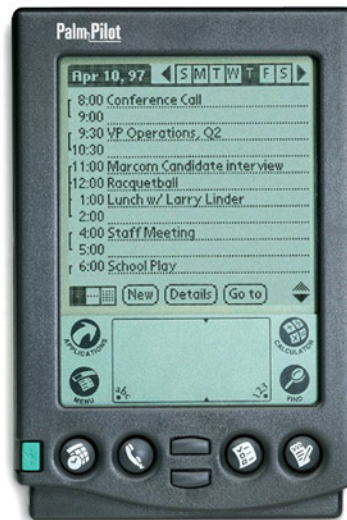 Palm Pilot
Apr 10, 97 S M T W T F S
8:00 Conference Call
9:00
9:30 VP Operations, Q2
10:30
11:00 Marcom Candidate interview
12:00 Racquetball
1:00 Lunch w/ Larry Linder
2:00
4:00 Staff Meeting
5:00
6:00 School Play
New Details Go to
APPLICATIONS CALCULATOR
MENU abc 123 FIND